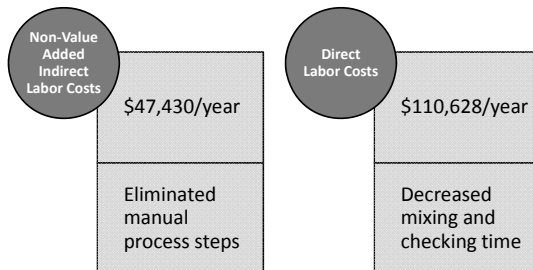 Non-Value
Added
Indirect
Labor Costs
$47,430/year
Eliminated
manual
process steps
Direct
Labor Costs
$110,628/year
Decreased
mixing and
checking time